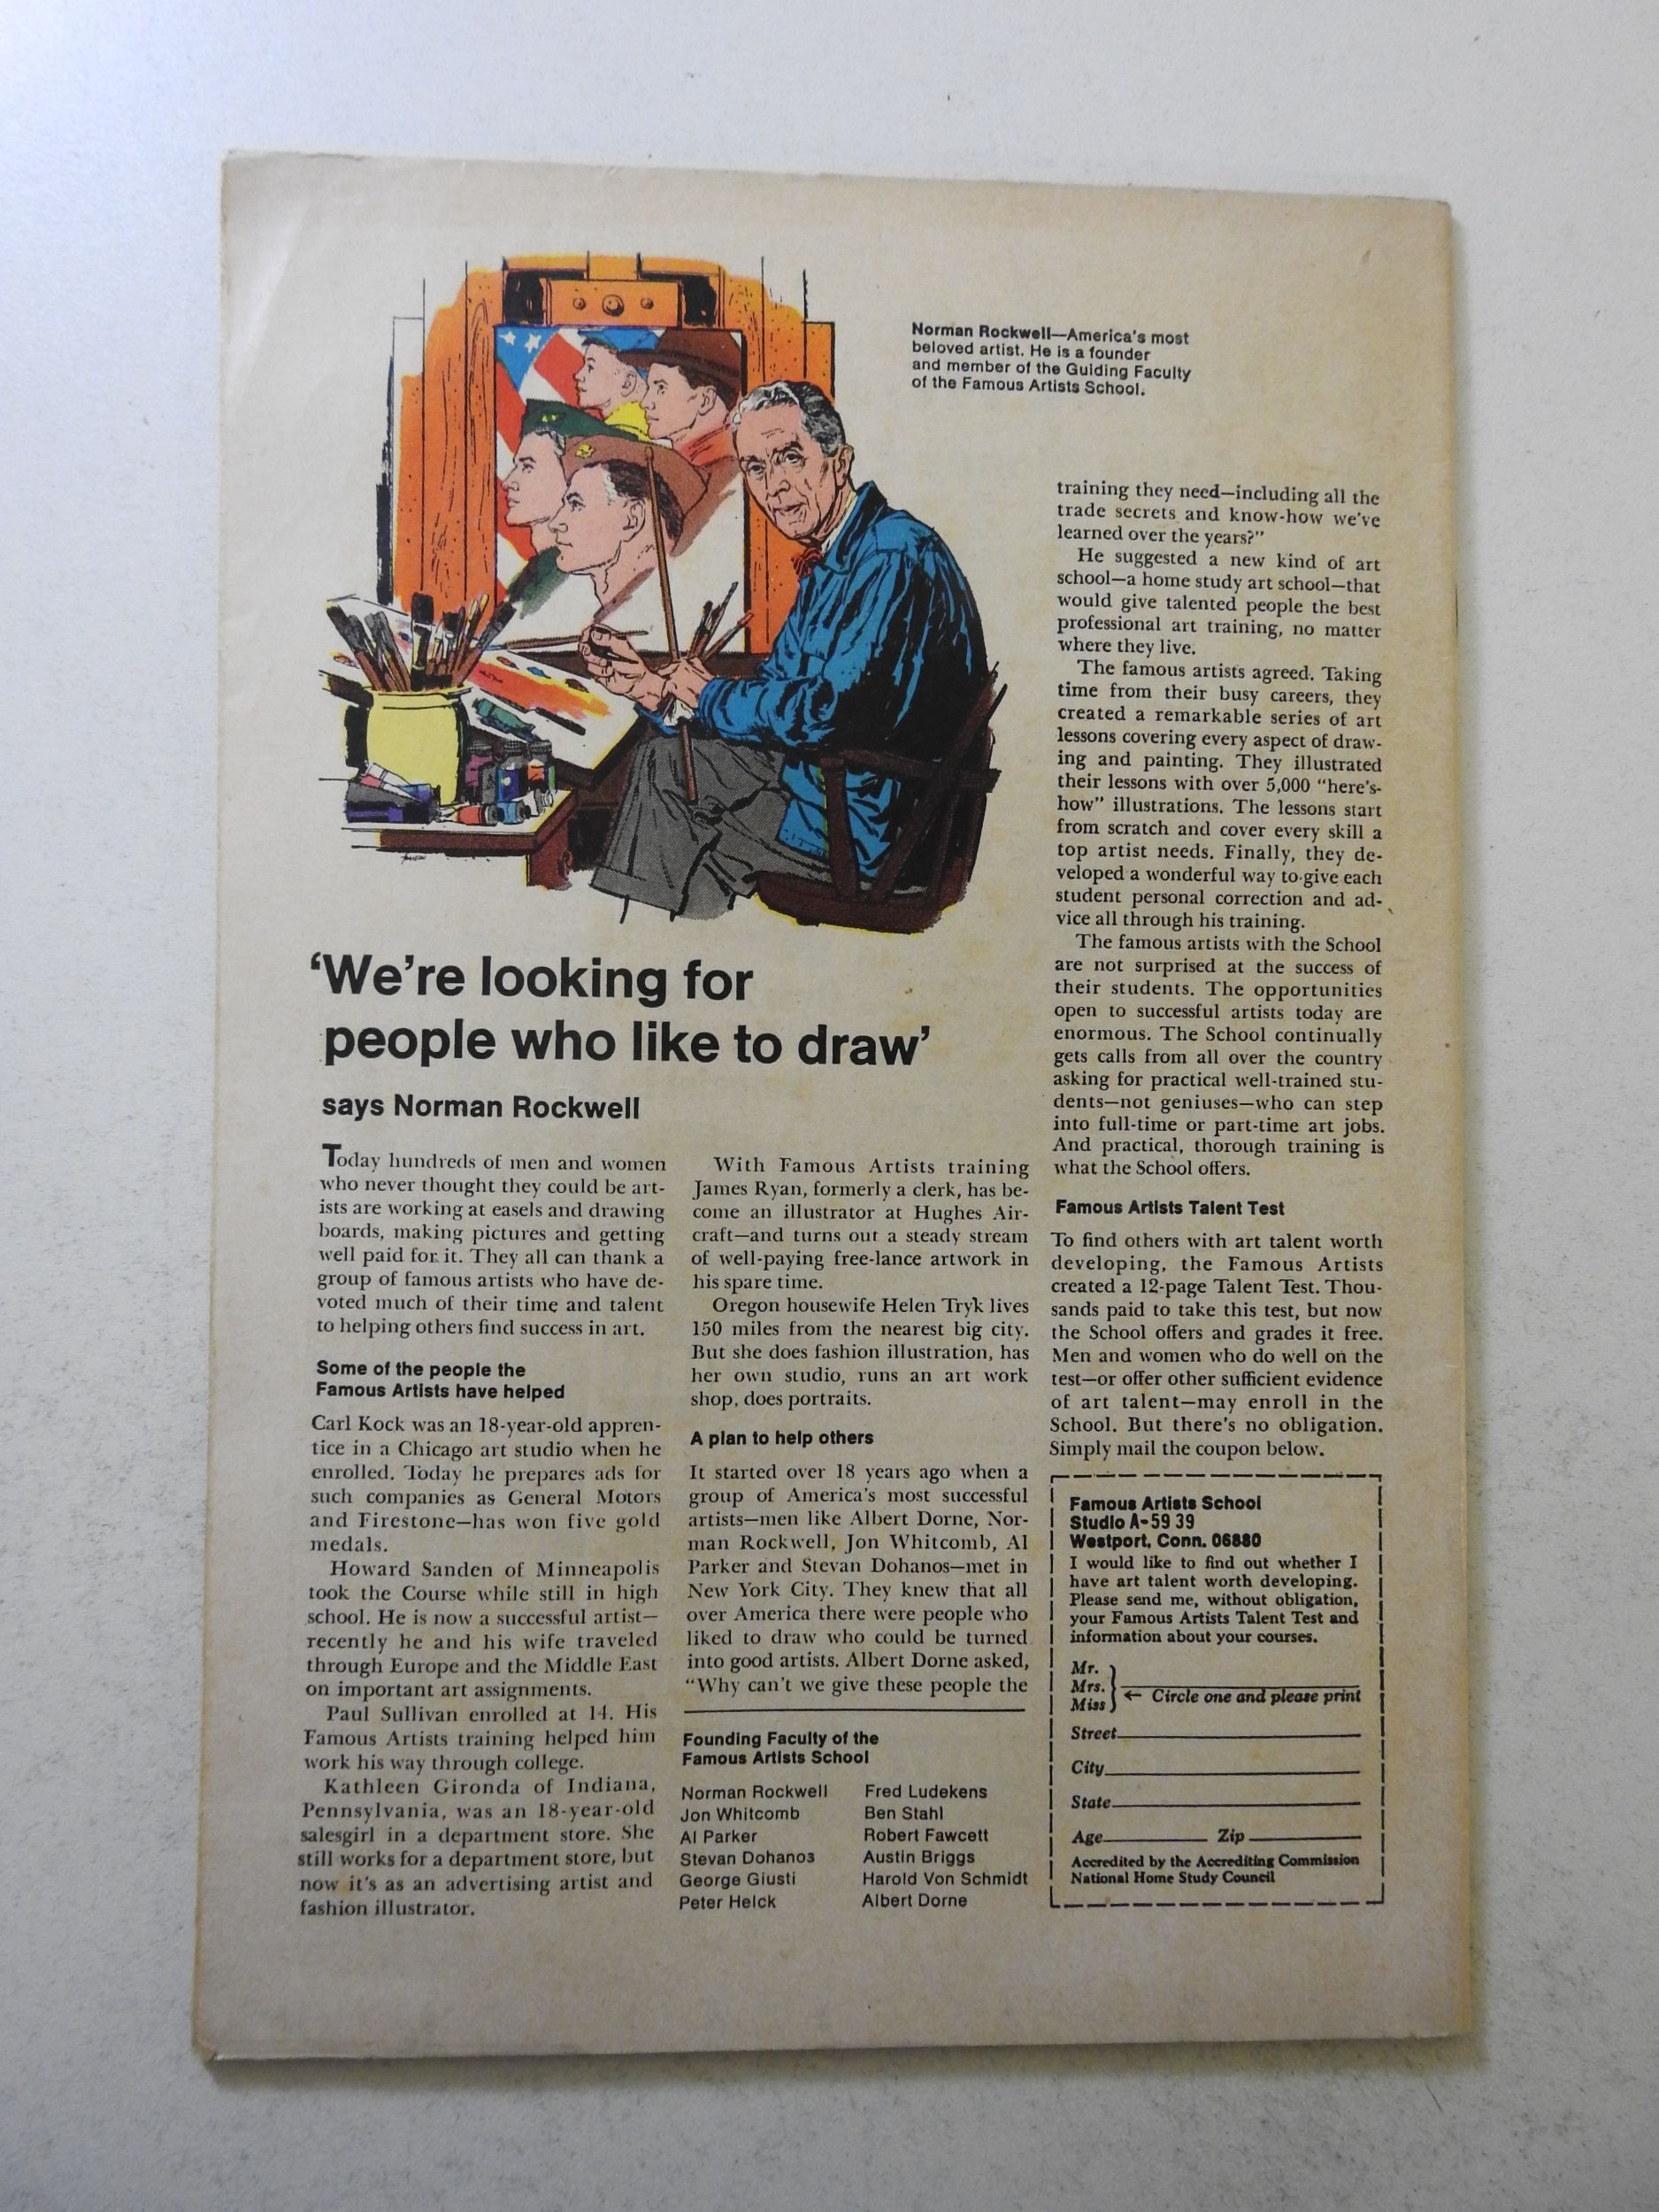 Norman Rockwell—America's most
beloved artist. He is a founder
and member of the Guiding Faculty
of the Famous Artists School.
‘We're looking for
people who like to draw’
says Norman Rockwell
Today hundreds of men and women
who never thought they could be art-
ists are working at easels and drawing
boards, making pictures and getting
well paid for it. They all can thank a
group of famous artists who have de-
voted much of their time and talent
to helping others find success in art.
Some of the people the
Famous Artists have helped
Carl Kock was an 18-year-old appren-
tice in a Chicago art studio when he
enrolled. Today he prepares ads for
such companies as General Motors
and Firestone—has won five gold
medals.
Howard Sanden of Minneapolis
took the Course while still in high
school. He is now a successful artist—
recently he and his wife traveled
through Europe and the Middle East
on important art assignments.
Paul Sullivan enrolled at 14. His
Famous Artists training helped him
work his way through college.
Kathleen Gironda of Indiana,
Pennsylvania, was an 18-year-old
salesgirl in a department store. She
still works for a department store, but
now it's as an advertising artist and
fashion illustrator.
With Famous Artists training
James Ryan, formerly a clerk, has be-
come an illustrator at Hughes Air-
craft—and turns out a steady stream
of well-paying free-lance artwork in
his spare time.
Oregon housewife Helen Tryk lives
150 miles from the nearest big city.
But she does fashion illustration, has
her own studio, runs an art work
shop, does portraits.
A plan to help others
It started over 18 years ago when a
group of America's most successful
artists—men like Albert Dorne, Nor-
man Rockwell, Jon Whitcomb, Al
Parker and Stevan Dohanos—met in
New York City. They knew that all
over America there were people who
liked to draw who could be turned
into good artists. Albert Dorne asked,
“Why can't we give these people the
Founding Faculty of the
Famous Artists School
Norman Rockwell
Jon Whitcomb
Al Parker
Stevan Dohanos
George Giusti
Peter Helck
Fred Ludekens
Ben Stahl
Robert Fawcett
Austin Briggs
Harold Von Schmidt
Albert Dorne
training they need—including all the
trade secrets and know-how we've
learned over the years?”
He suggested a new kind of art
school—a home study art school—that
would give talented people the best
professional art training, no matter
where they live.
The famous artists agreed. Taking
time from their busy careers, they
created a remarkable series of art
lessons covering every aspect of draw-
ing and painting. They illustrated
their lessons with over 5,000 “here's-
how” illustrations. The lessons start
from scratch and cover every skill a
top artist needs. Finally, they de-
veloped a wonderful way to give each
student personal correction and ad-
vice all through his training.
The famous artists with the School
are not surprised at the success of
their students. The opportunities
open to successful artists today are
enormous. The School continually
gets calls from all over the country
asking for practical well-trained stu-
dents—not geniuses—who can step
into full-time or part-time art jobs.
And practical, thorough training is
what the School offers.
Famous Artists Talent Test
To find others with art talent worth
developing, the Famous Artists
created a 12-page Talent Test. Thou-
sands paid to take this test, but now
the School offers and grades it free.
Men and women who do well on the
test—or offer other sufficient evidence
of art talent—may enroll in the
School. But there's no obligation.
Simply mail the coupon below.
Famous Artists School
Studio A-59 39
Westport, Conn. 06880
I would like to find out whether I
have art talent worth developing.
Please send me, without obligation,
your Famous Artists Talent Test and
information about your courses.
Mr.
Mrs.
Miss
← Circle one and please print
Street
City
State
Age Zip
Accredited by the Accrediting Commission
National Home Study Council